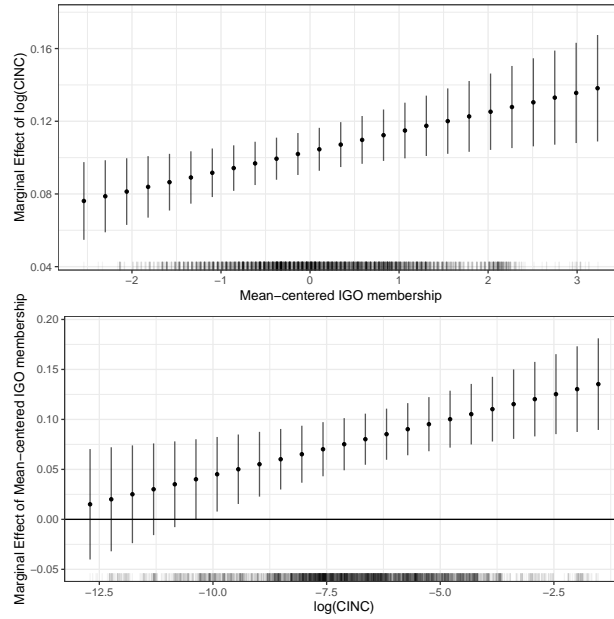 Marginal Effect of log(CINC)
0.16
0.12
0.08
0.04
−2 −1 0 1 2 3
Mean−centered IGO membership
Marginal Effect of Mean−centered IGO membership
0.20
0.15
0.10
0.05
0.00
−0.05
−12.5 −10.0 −7.5 −5.0 −2.5
log(CINC)